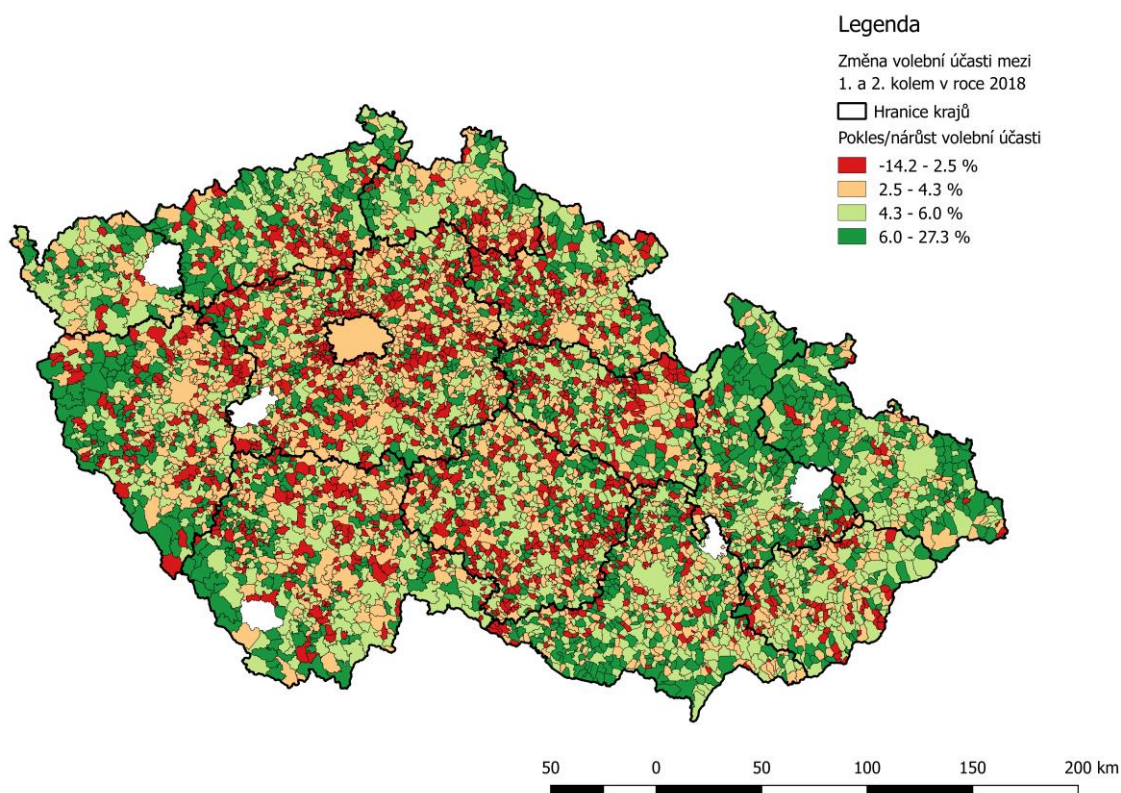 Legenda
Změna volební účasti mezi
1. a 2. kolem v roce 2018
Hranice krajů
Pokles/nárůst volební účasti
-14.2 - 2.5 %
2.5 - 4.3 %
4.3 - 6.0 %
6.0 - 27.3 %
50 0 50 100 150 200 km